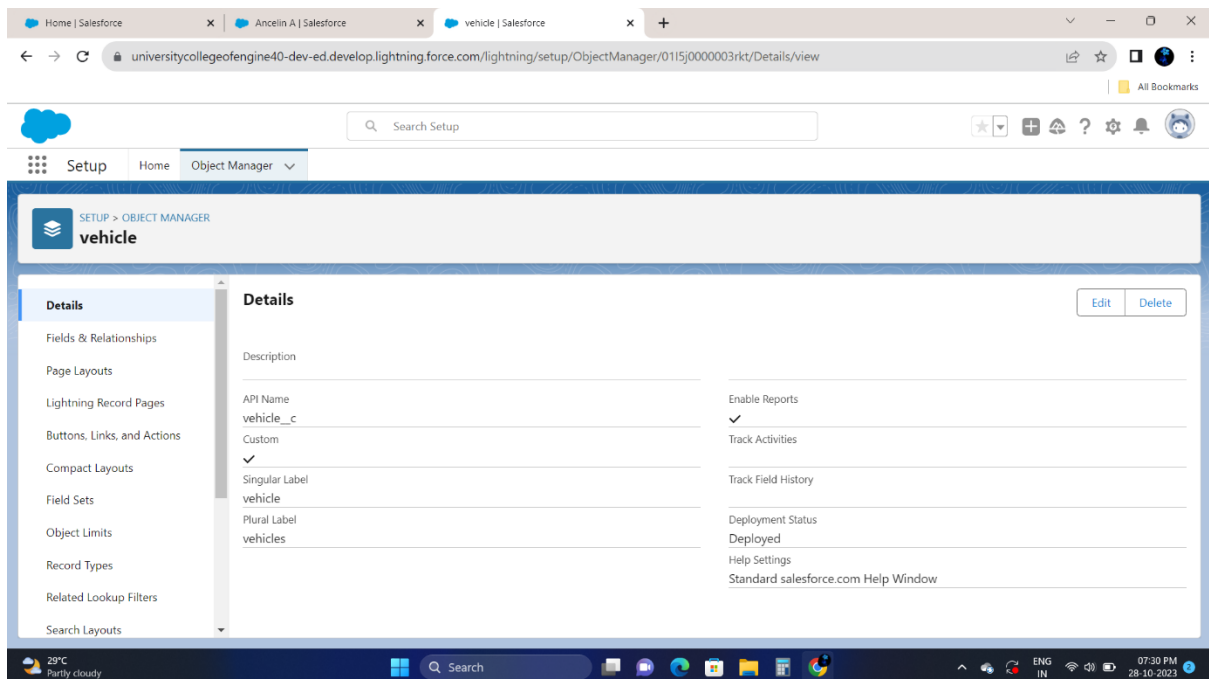 Home | Salesforce
Ancelin A | Salesforce
vehicle | Salesforce
universitycollegeofengine40-dev-ed.develop.lightning.force.com/lightning/setup/ObjectManager/01I5j0000003rkt/Details/view
All Bookmarks
Search Setup
Setup
Home
Object Manager
SETUP > OBJECT MANAGER
vehicle
Details
Fields & Relationships
Page Layouts
Lightning Record Pages
Buttons, Links, and Actions
Compact Layouts
Field Sets
Object Limits
Record Types
Related Lookup Filters
Search Layouts
Details
Edit
Delete
Description
API Name
vehicle__c
Custom
Singular Label
vehicle
Plural Label
vehicles
Enable Reports
Track Activities
Track Field History
Deployment Status
Deployed
Help Settings
Standard salesforce.com Help Window
29°C
Partly cloudy
Search
ENG
IN
07:30 PM
28-10-2023
2